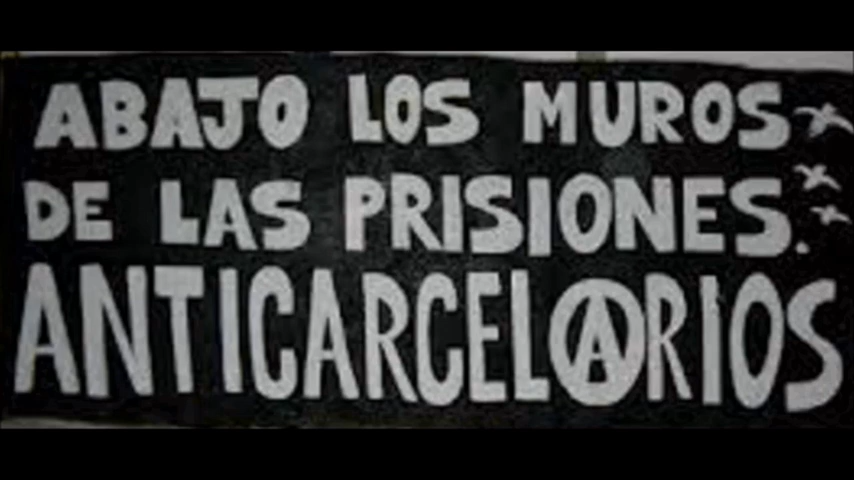 ABAJO LOS MUROS
DE LAS PRISIONES.
ANTICARCELⒶRIOS